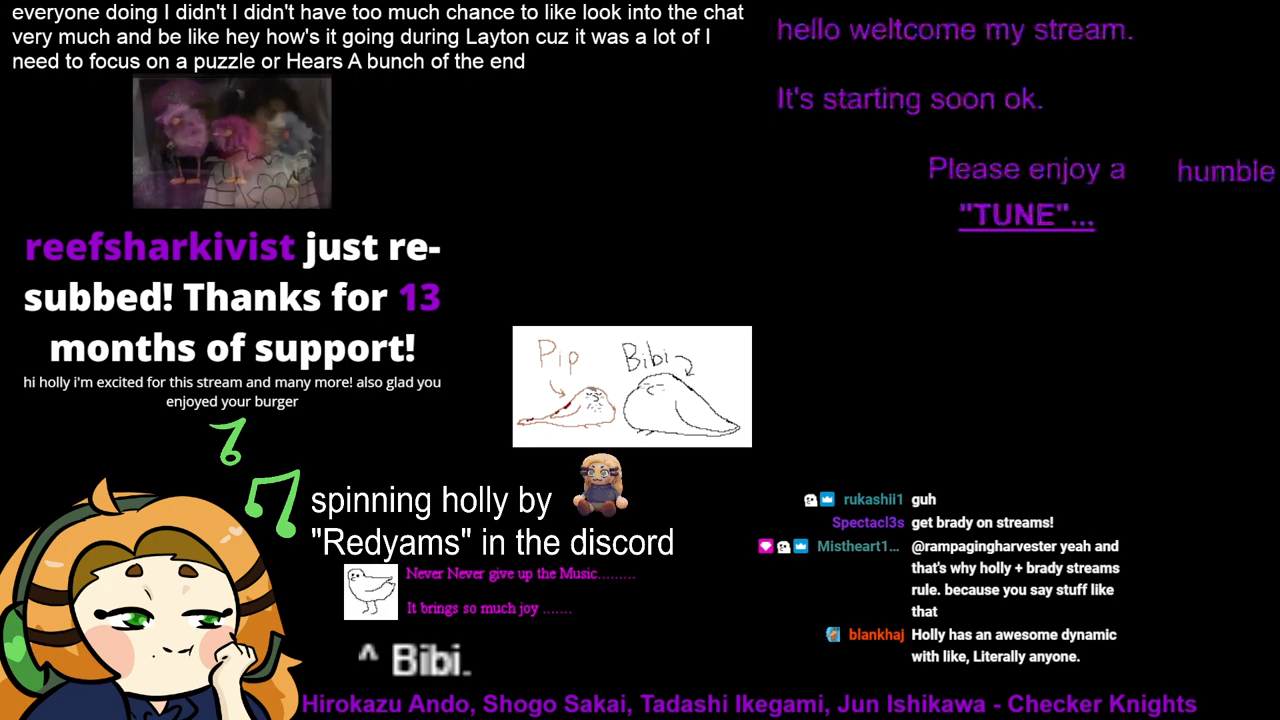 everyone doing I didn't I didn't have too much chance to like look into the chat
very much and be like hey how's it going during Layton cuz it was a lot of I
need to focus on a puzzle or Hears A bunch of the end
hello weltcome my stream.
It's starting soon ok.
Please enjoy a humble
"TUNE"...
reefsharkivist just re-
subbed! Thanks for 13
months of support!
hi holly i'm excited for this stream and many more! also glad you
enjoyed your burger
Pip Bibi
spinning holly by
"Redyams" in the discord
Never Never give up the Music.........
It brings so much joy .......
^ Bibi.
rukashii1 guh
Spectacl3s get brady on streams!
Mistheart1... @rampagingharvester yeah and
that's why holly + brady streams
rule. because you say stuff like
that
blankhaj Holly has an awesome dynamic
with like, Literally anyone.
Hirokazu Ando, Shogo Sakai, Tadashi Ikegami, Jun Ishikawa - Checker Knights